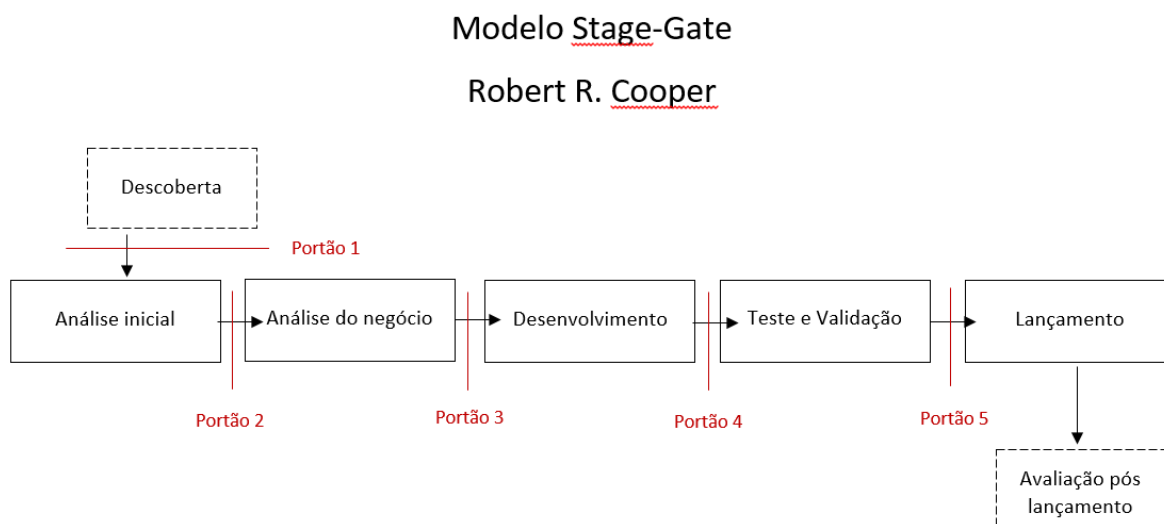 Modelo Stage-Gate
Robert R. Cooper
Descoberta
Portão 1
Análise inicial
Análise do negócio
Desenvolvimento
Teste e Validação
Lançamento
Portão 2
Portão 3
Portão 4
Portão 5
Avaliação pós
lançamento